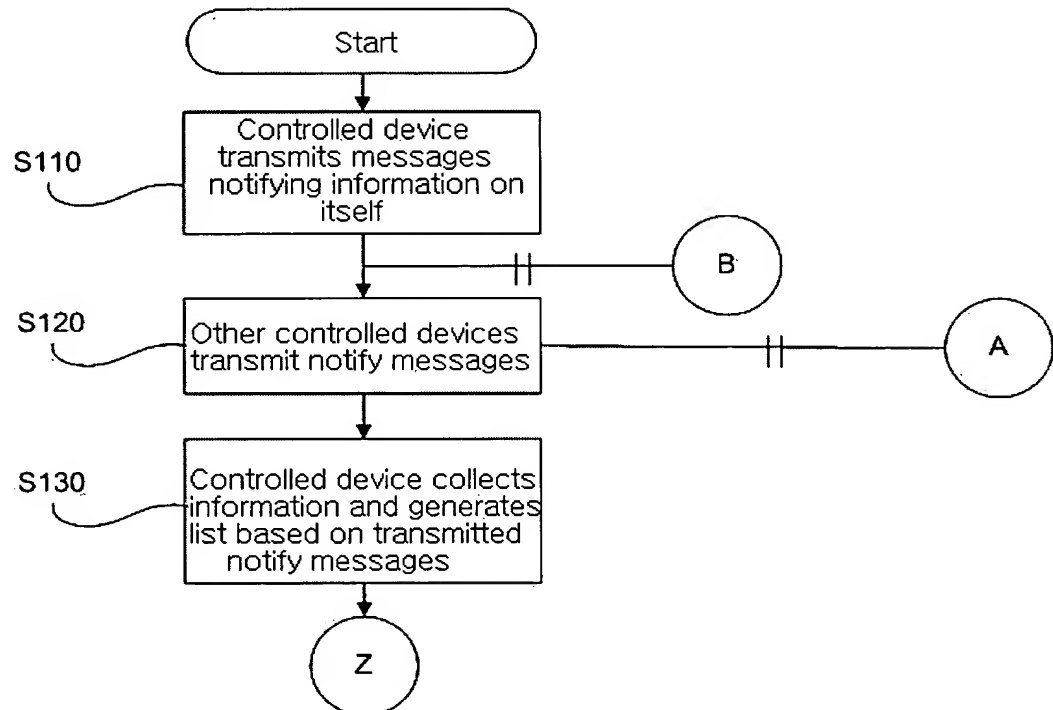 Start
S110
Controlled device
transmits messages
notifying information on
itself
B
S120
Other controlled devices
transmit notify messages
A
S130
Controlled device collects
information and generates
list based on transmitted
notify messages
Z